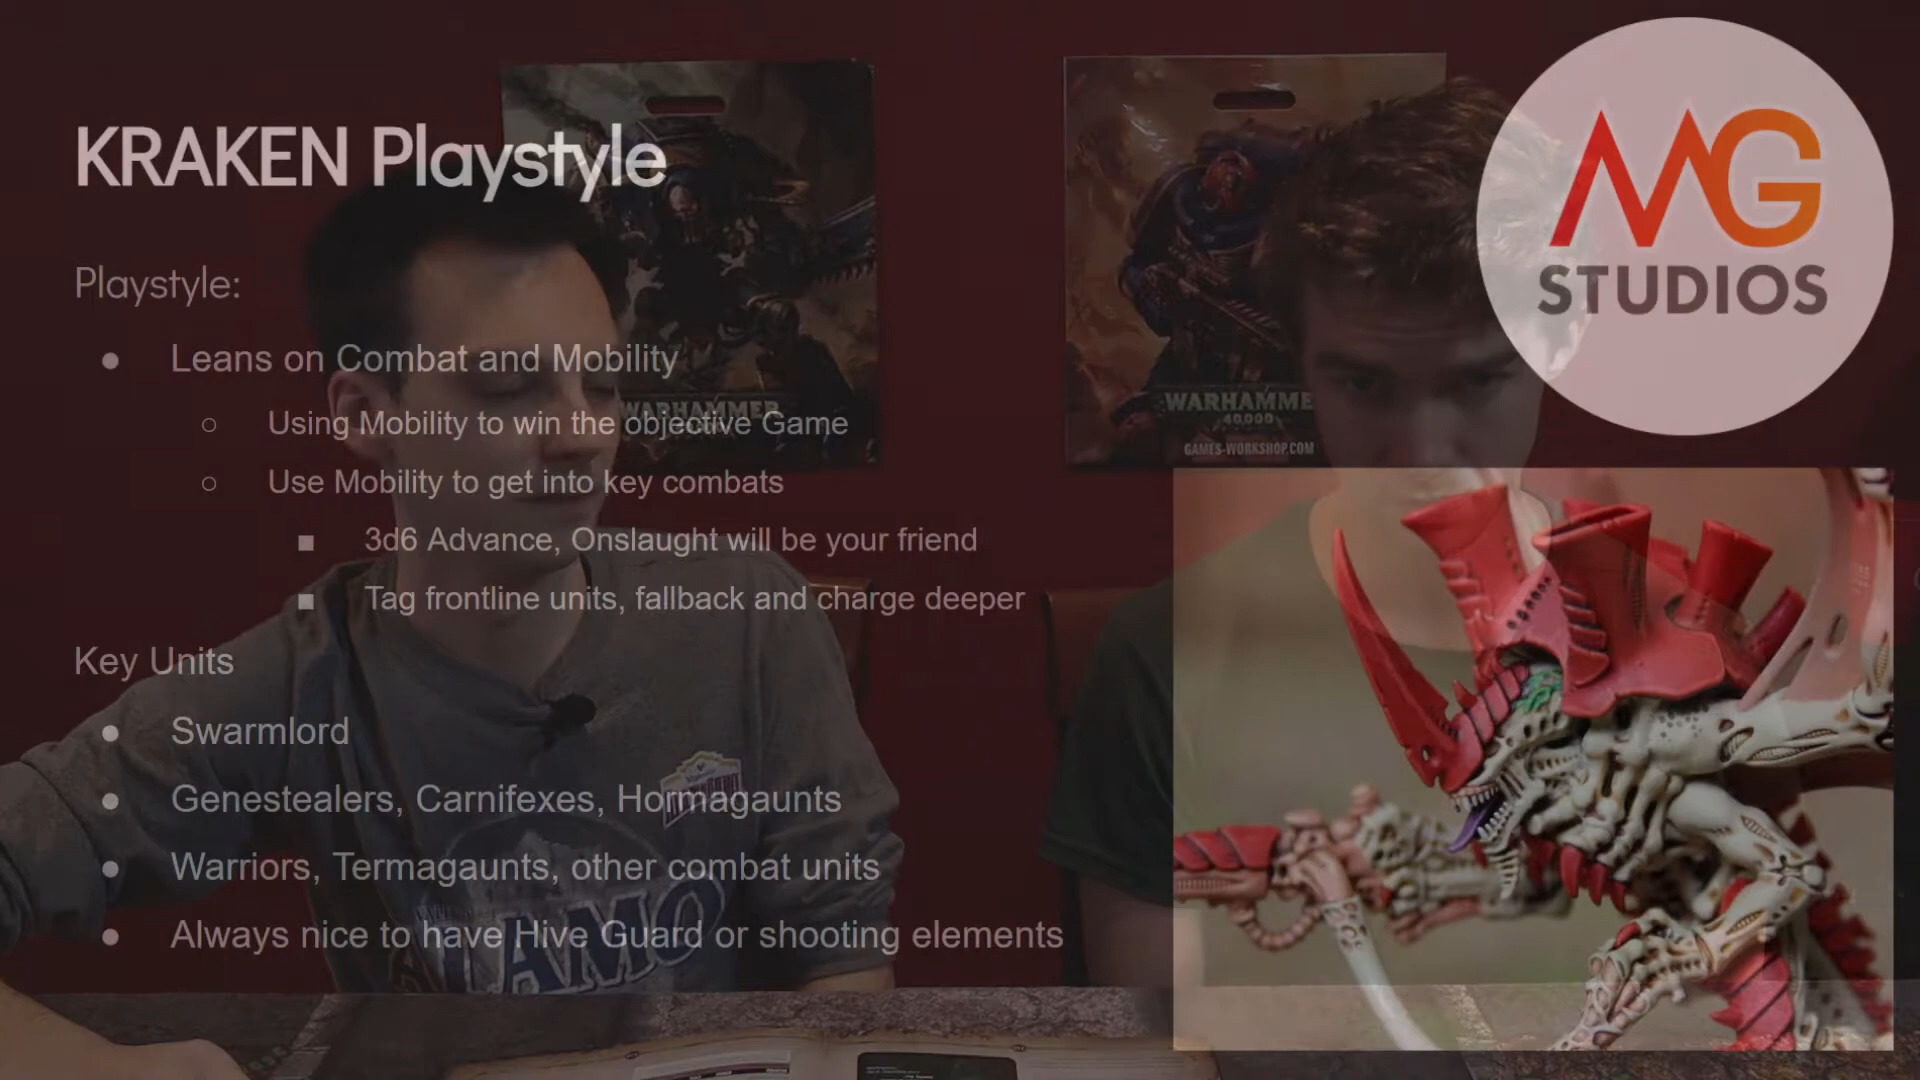 KRAKEN Playstyle
MG
STUDIOS
Playstyle:
Leans on Combat and Mobility
Using Mobility to win the objective Game
Use Mobility to get into key combats
3d6 Advance, Onslaught will be your friend
Tag frontline units, fallback and charge deeper
Key Units
Swarmlord
Genestealers, Carnifexes, Hormagaunts
Warriors, Termagaunts, other combat units
Always nice to have Hive Guard or shooting elements
WARHAMMER
WARHAMME
40,000
GAMES-WORKSHOP.COM
ALAMO